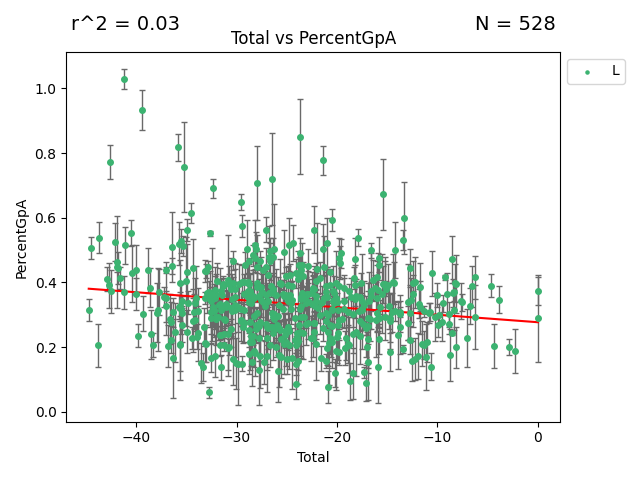 r^2 = 0.03
N = 528
Total vs PercentGpA
L
1.0
0.8
0.6
0.4
0.2
0.0
PercentGpA
−40
−30
−20
−10
0
Total